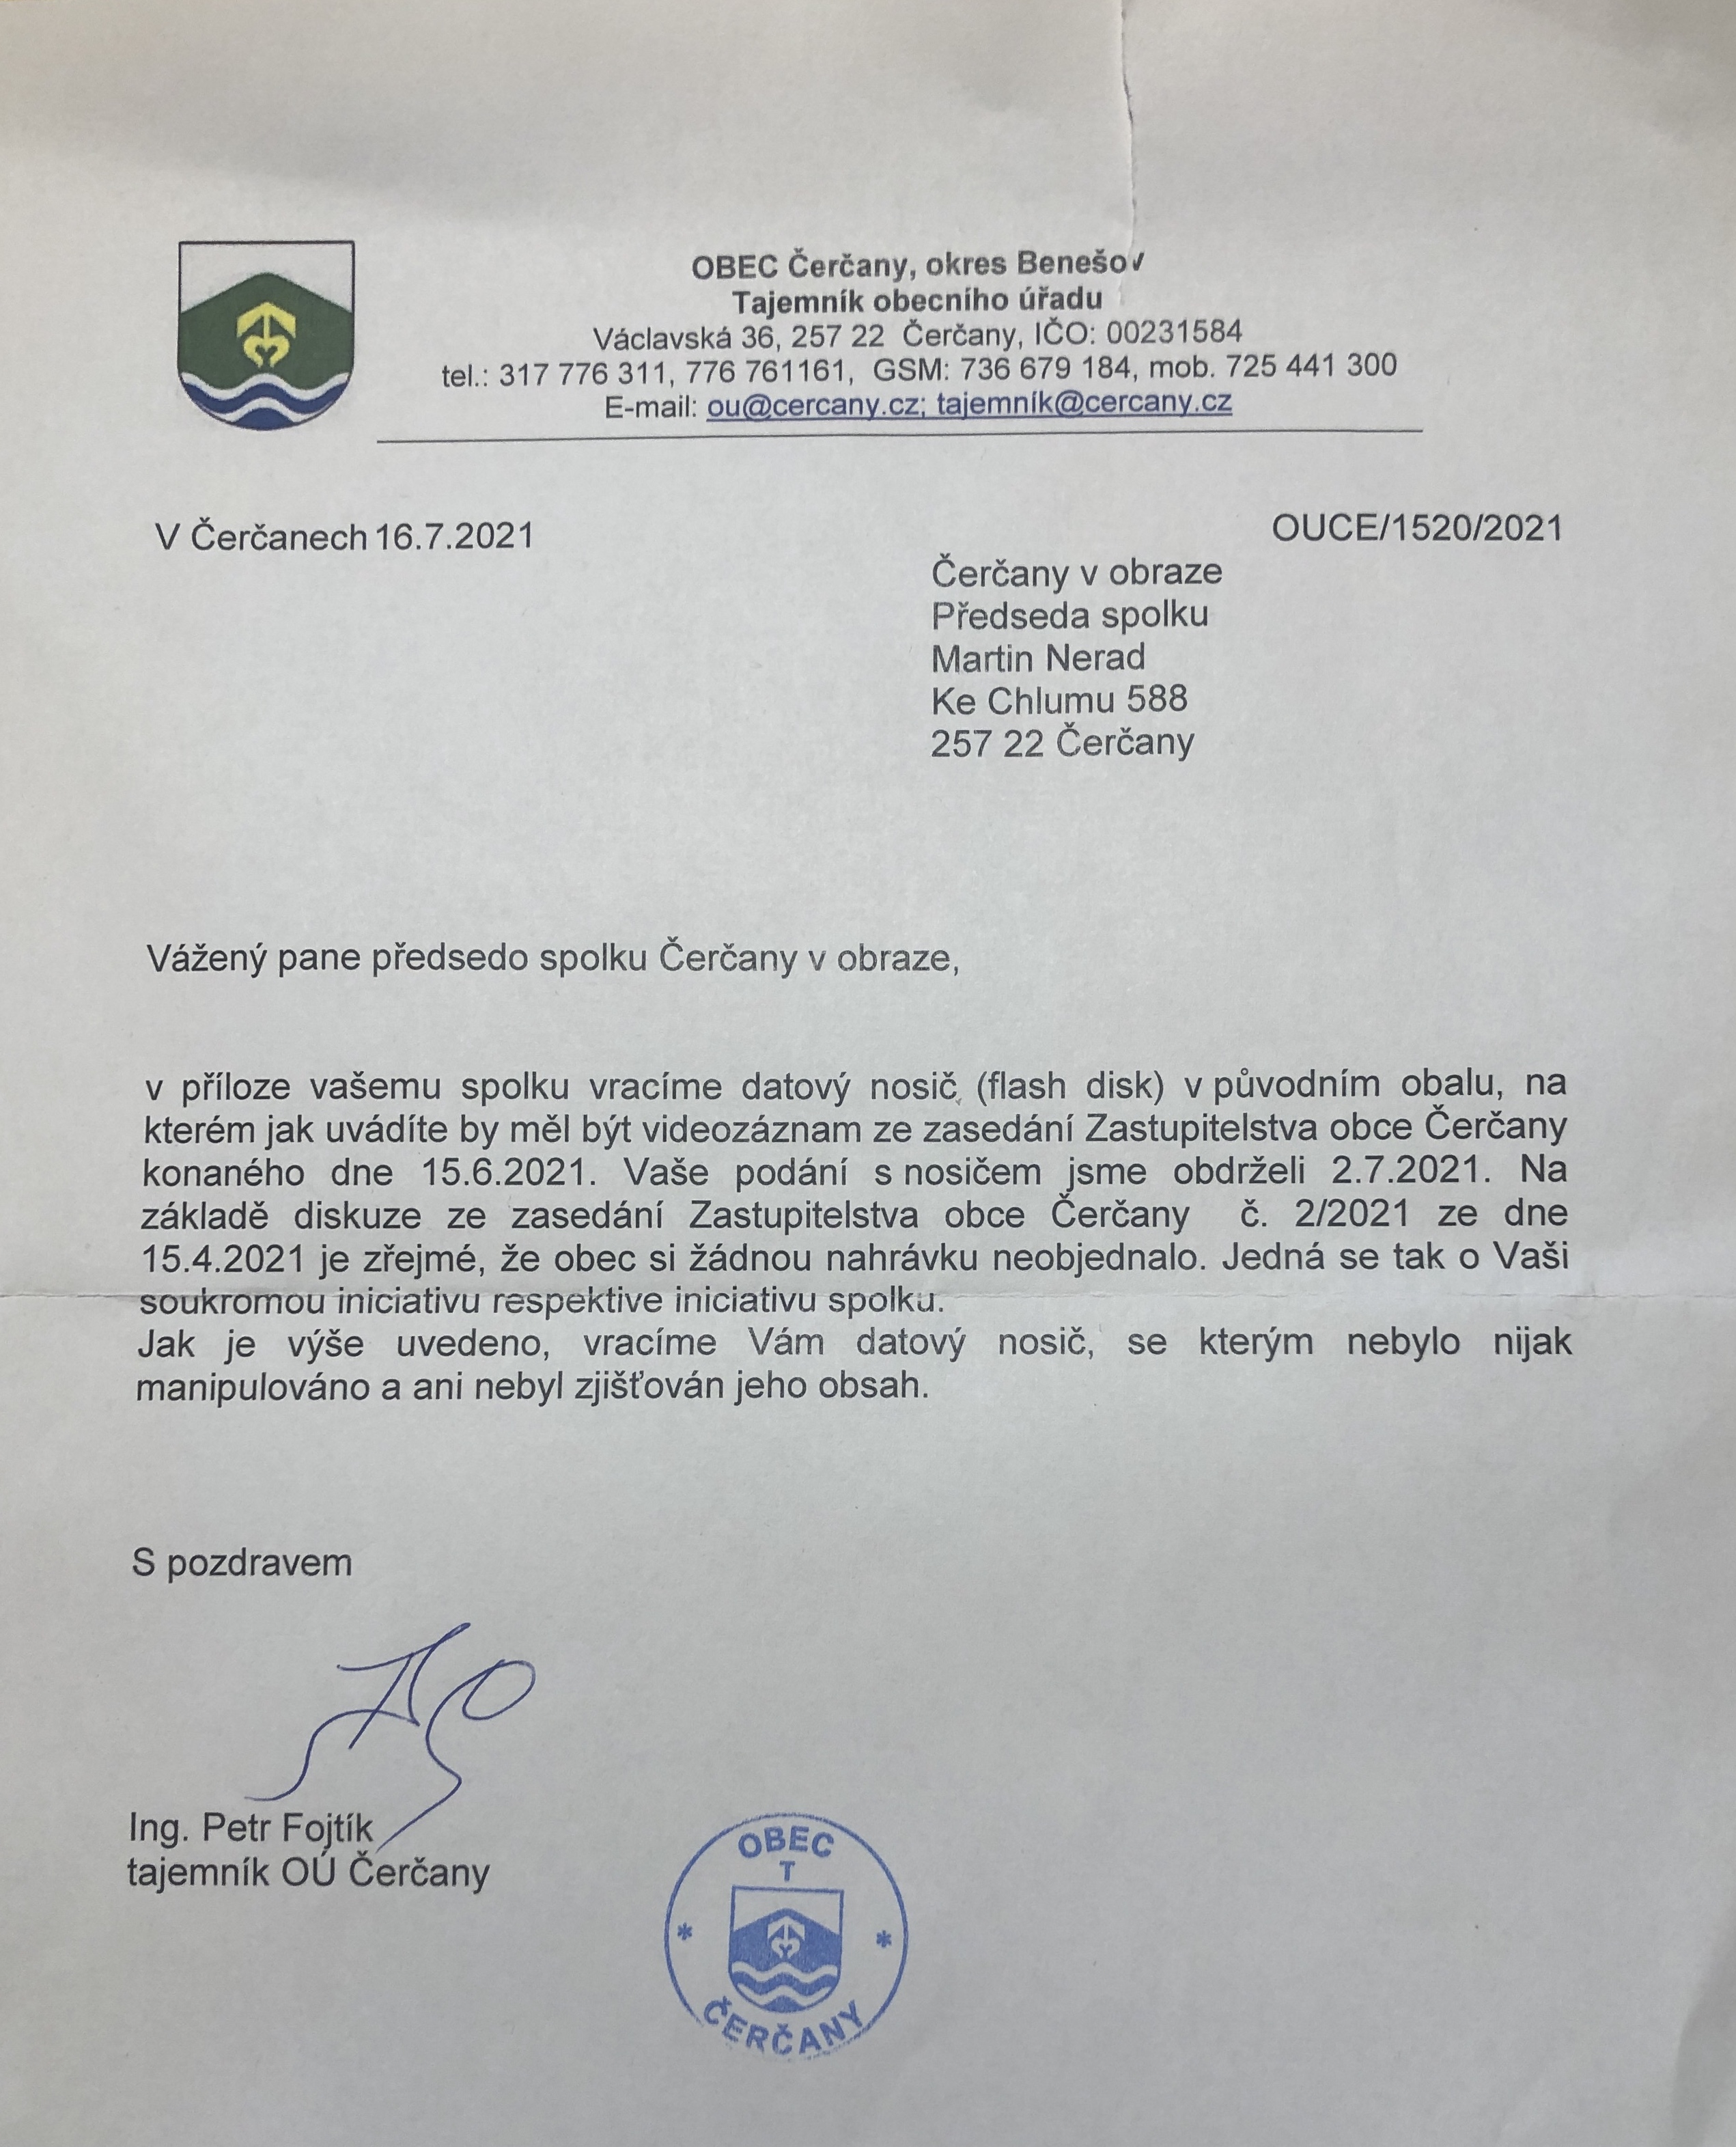 OBEC Čerčany, okres Benešov
Tajemník obecního úřadu
Václavská 36, 257 22 Čerčany, IČO: 00231584
tel.: 317 776 311, 776 761161, GSM: 736 679 184, mob. 725 441 300
E-mail: ou@cercany.cz; tajemník@cercany.cz
V Čerčanech 16.7.2021
OUCE/1520/2021
Čerčany v obraze
Předseda spolku
Martin Nerad
Ke Chlumu 588
257 22 Čerčany
Vážený pane předsedo spolku Čerčany v obraze,
v příloze vašemu spolku vracíme datový nosič (flash disk) v původním obalu, na
kterém jak uvádíte by měl být videozáznam ze zasedání Zastupitelstva obce Čerčany
konaného dne 15.6.2021. Vaše podání s nosičem jsme obdrželi 2.7.2021. Na
základě diskuze ze zasedání Zastupitelstva obce Čerčany č. 2/2021 ze dne
15.4.2021 je zřejmé, že obec si žádnou nahrávku neobjednalo. Jedná se tak o Vaši
soukromou iniciativu respektive iniciativu spolku.
Jak je výše uvedeno, vracíme Vám datový nosič, se kterým nebylo nijak
manipulováno a ani nebyl zjišťován jeho obsah.
S pozdravem
Ing. Petr Fojtík
tajemník OÚ Čerčany
OBEC
T
* *
ČERČANY